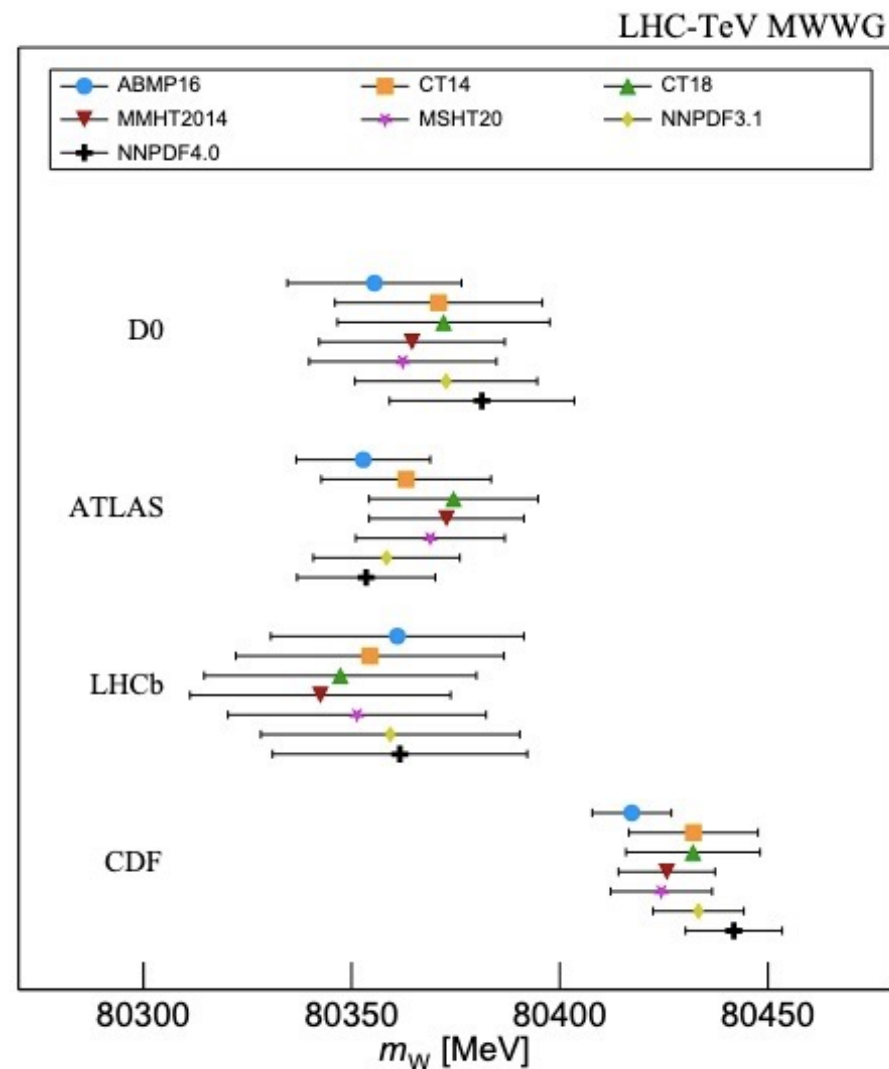 LHC-TeV MWWG
ABMP16 CT14 CT18
MMHT2014 MSHT20 NNPDF3.1
NNPDF4.0
D0
ATLAS
LHCb
CDF
80300 80350 80400 80450
m_W [MeV]